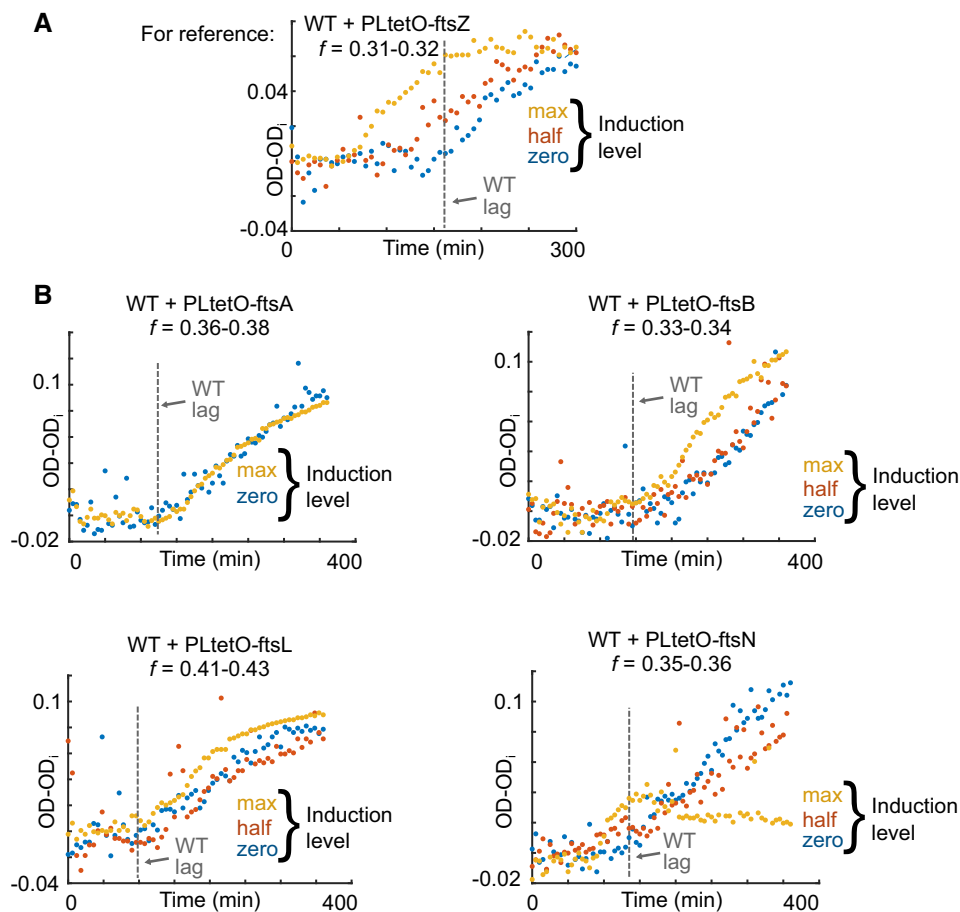 A
For reference:
WT + PLtetO-ftsZ
f = 0.31-0.32
OD-ODi
0.04
-0.04
0
Time (min)
300
WT
lag
max
half
zero
Induction
level
B
WT + PLtetO-ftsA
f = 0.36-0.38
OD-ODi
0.1
-0.02
0
Time (min)
400
WT
lag
max
zero
Induction
level
WT + PLtetO-ftsB
f = 0.33-0.34
OD-ODi
0.1
-0.02
0
Time (min)
400
WT
lag
max
half
zero
Induction
level
WT + PLtetO-ftsL
f = 0.41-0.43
OD-ODi
0.1
-0.04
0
Time (min)
400
WT
lag
max
half
zero
Induction
level
WT + PLtetO-ftsN
f = 0.35-0.36
OD-ODi
0.1
-0.02
0
Time (min)
400
WT
lag
max
half
zero
Induction
level